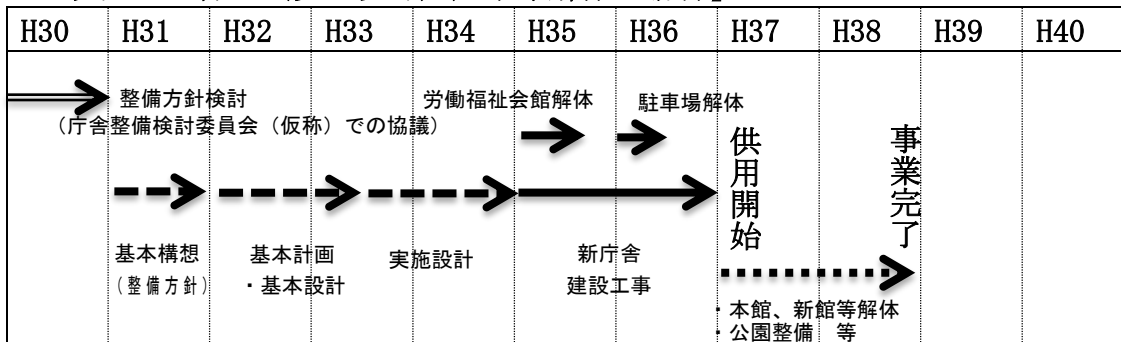 H30 H31 H32 H33 H34 H35 H36 H37 H38 H39 H40
整備方針検討
(庁舎整備検討委員会(仮称)での協議)
労働福祉会館解体
駐車場解体
供用開始
事業完了
基本構想
(整備方針)
基本計画
・基本設計
実施設計
新庁舎
建設工事
・本館、新館等解体
・公園整備 等